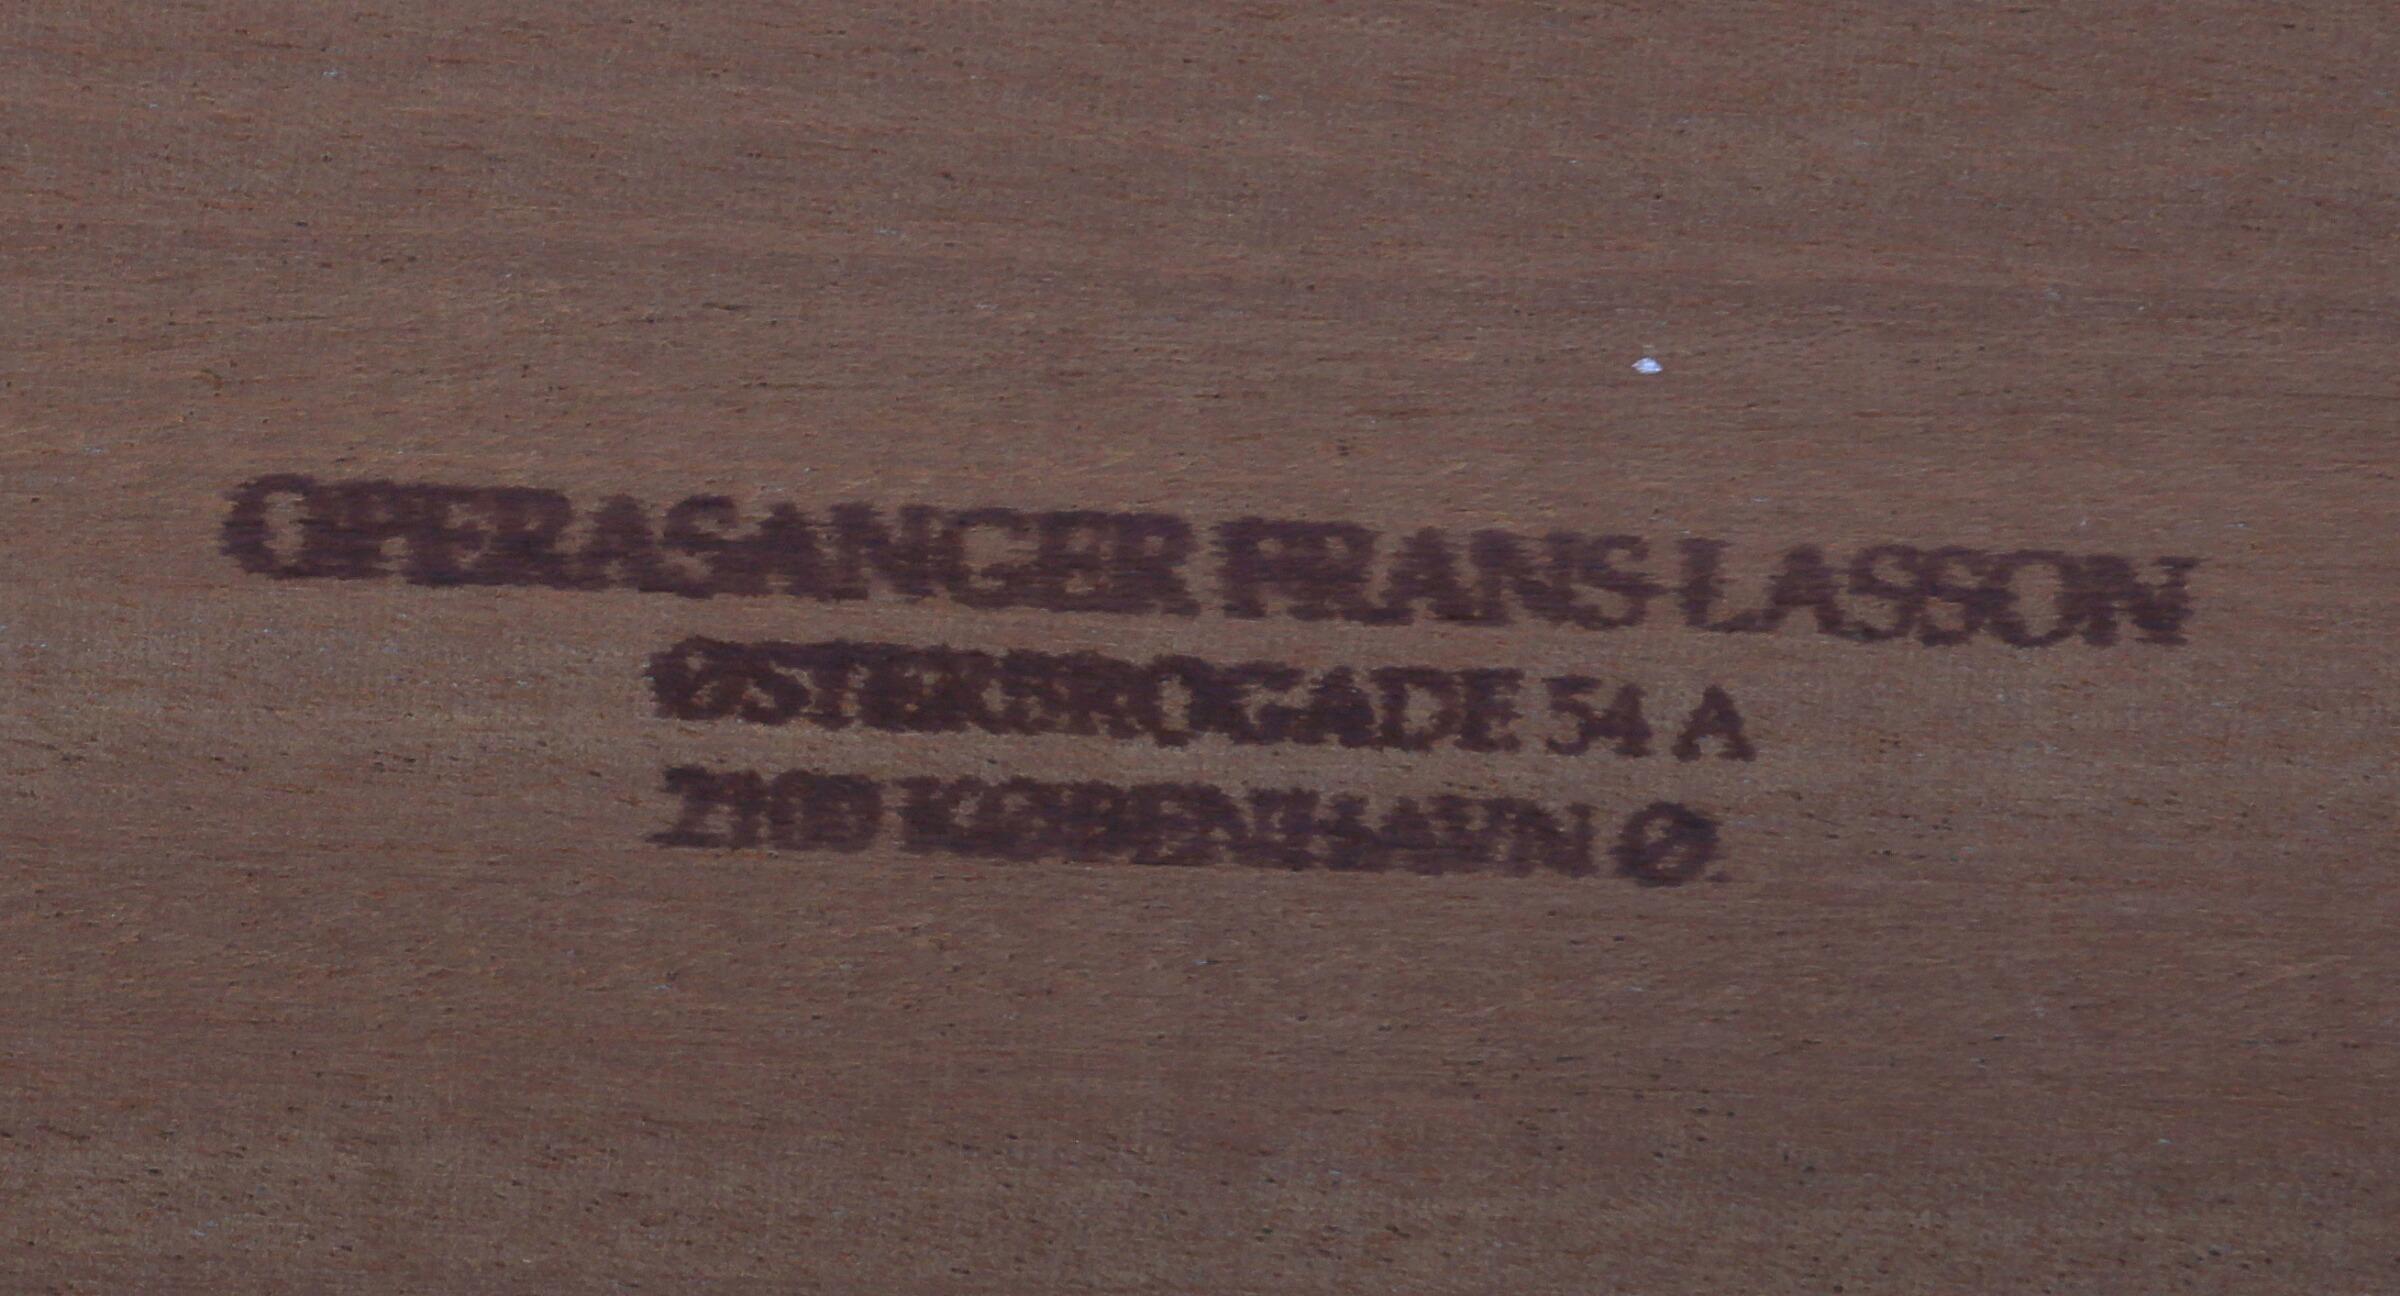 OPERASANGER FRANS LASSON
ØSTERBROGADE 54 A
2100 KØBENHAVN Ø.